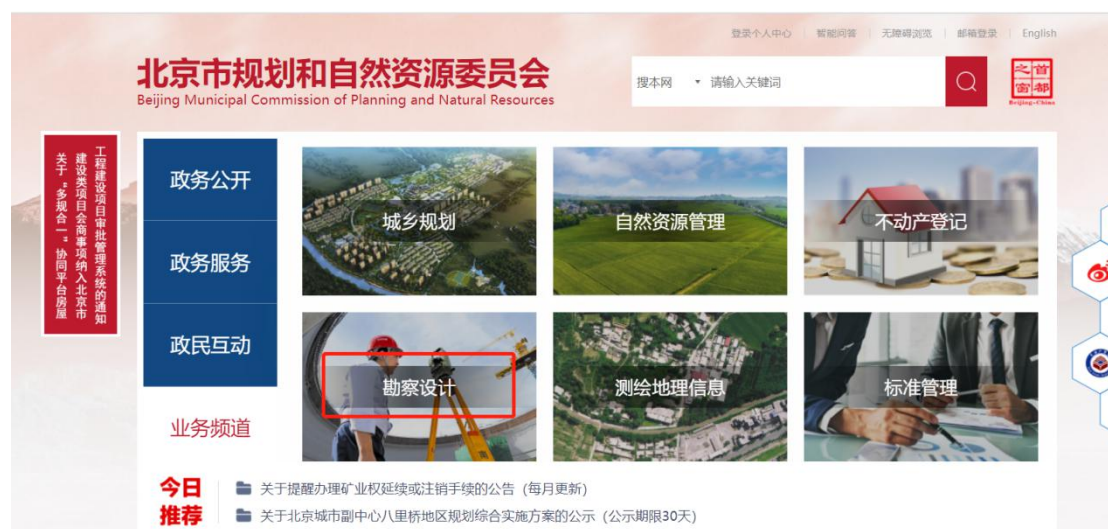 登录个人中心 | 智能问答 | 无障碍浏览 | 邮箱登录 | English
北京市规划和自然资源委员会
Beijing Municipal Commission of Planning and Natural Resources
搜本网
请输入关键词
首都之窗
Beijing-China
关于“多规合一”协同平台房屋
建设类项目会商事项纳入北京市
工程建设项目审批管理系统的通知
政务公开
政务服务
政民互动
业务频道
城乡规划
自然资源管理
不动产登记
勘察设计
测绘地理信息
标准管理
今日
推荐
关于提醒办理矿业权延续或注销手续的公告（每月更新）
关于北京城市副中心八里桥地区规划综合实施方案的公示（公示期限30天）